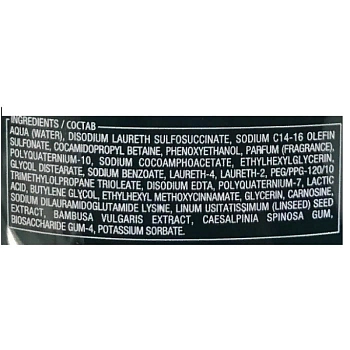 INGREDIENTS / СОСТАВ
AQUA (WATER), DISODIUM LAURETH SULFOSUCCINATE, SODIUM C14-16 OLEFIN
SULFONATE, COCAMIDOPROPYL BETAINE, PHENOXYETHANOL, PARFUM (FRAGRANCE),
POLYQUATERNIUM-10, SODIUM COCOAMPHOACETATE, ETHYLHEXYLGLYCERIN,
GLYCOL DISTEARATE, SODIUM BENZOATE, LAURETH-4, LAURETH-2, PEG/PPG-120/10
TRIMETHYLOLPROPANE TRIOLEATE, DISODIUM EDTA, POLYQUATERNIUM-7, LACTIC
ACID, BUTYLENE GLYCOL, ETHYLHEXYL METHOXYCINNAMATE, GLYCERIN, CARNOSINE,
SODIUM DILAURAMIDOGLUTAMIDE LYSINE, LINUM USITATISSIMUM (LINSEED) SEED
EXTRACT, BAMBUSA VULGARIS EXTRACT, CAESALPINIA SPINOSA GUM,
BIOSACCHARIDE GUM-4, POTASSIUM SORBATE.